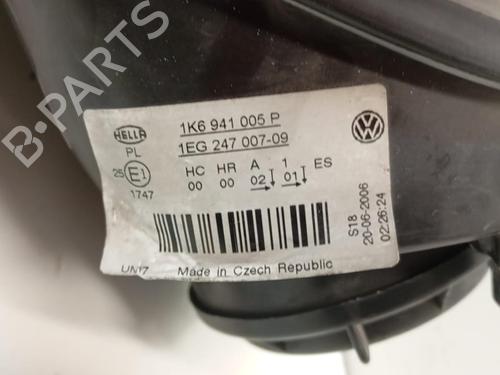 B-PARTS
HELLA
1K6 941 005 P
1EG 247 007-09
PL
HC HR A 1 ES
25 E1
00 00 02 01
1747
S18
20-06-2006
02:26:24
UN17 Made in Czech Republic